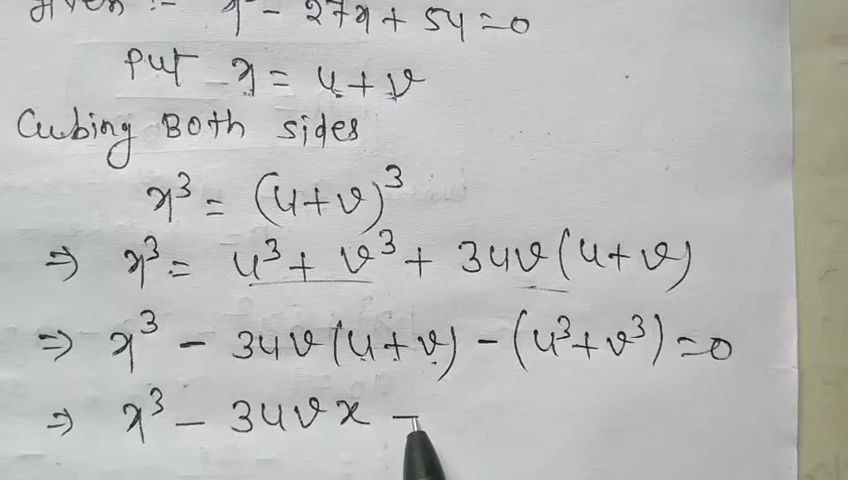 Given :- x³ - 27x + 54 = 0
Put x = u + v
Cubing Both sides
x³ = (u+v)³
⇒ x³ = u³ + v³ + 3uv(u+v)
⇒ x³ - 3uv(u+v) - (u³+v³) = 0
⇒ x³ - 3uvx -